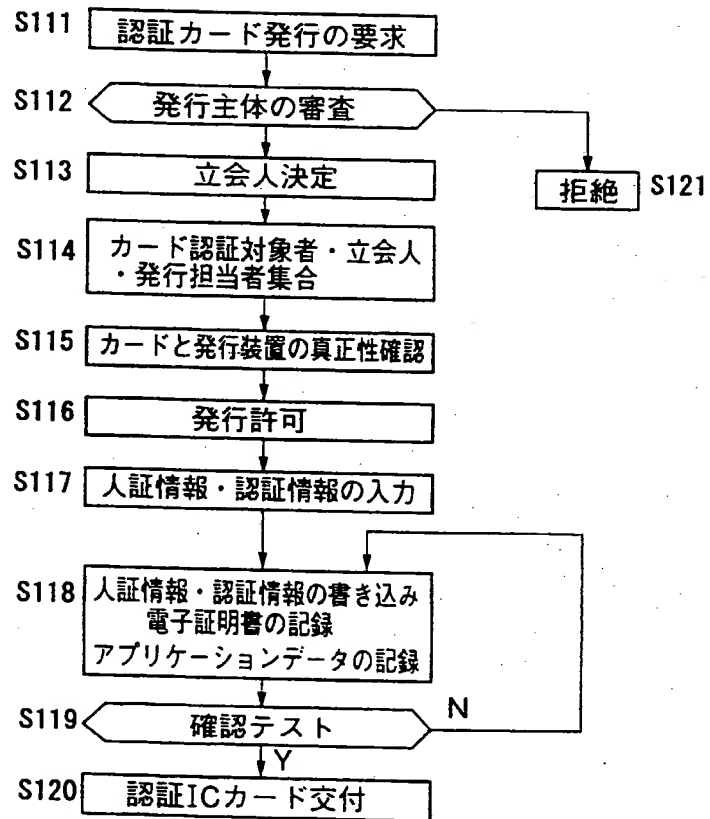 S111 認証カード発行の要求
S112 発行主体の審査
S113 立会人決定
拒絶 S121
S114 カード認証対象者・立会人
・発行担当者集合
S115 カードと発行装置の真正性確認
S116 発行許可
S117 人証情報・認証情報の入力
S118 人証情報・認証情報の書き込み
電子証明書の記録
アプリケーションデータの記録
S119 確認テスト N
Y
S120 認証ICカード交付